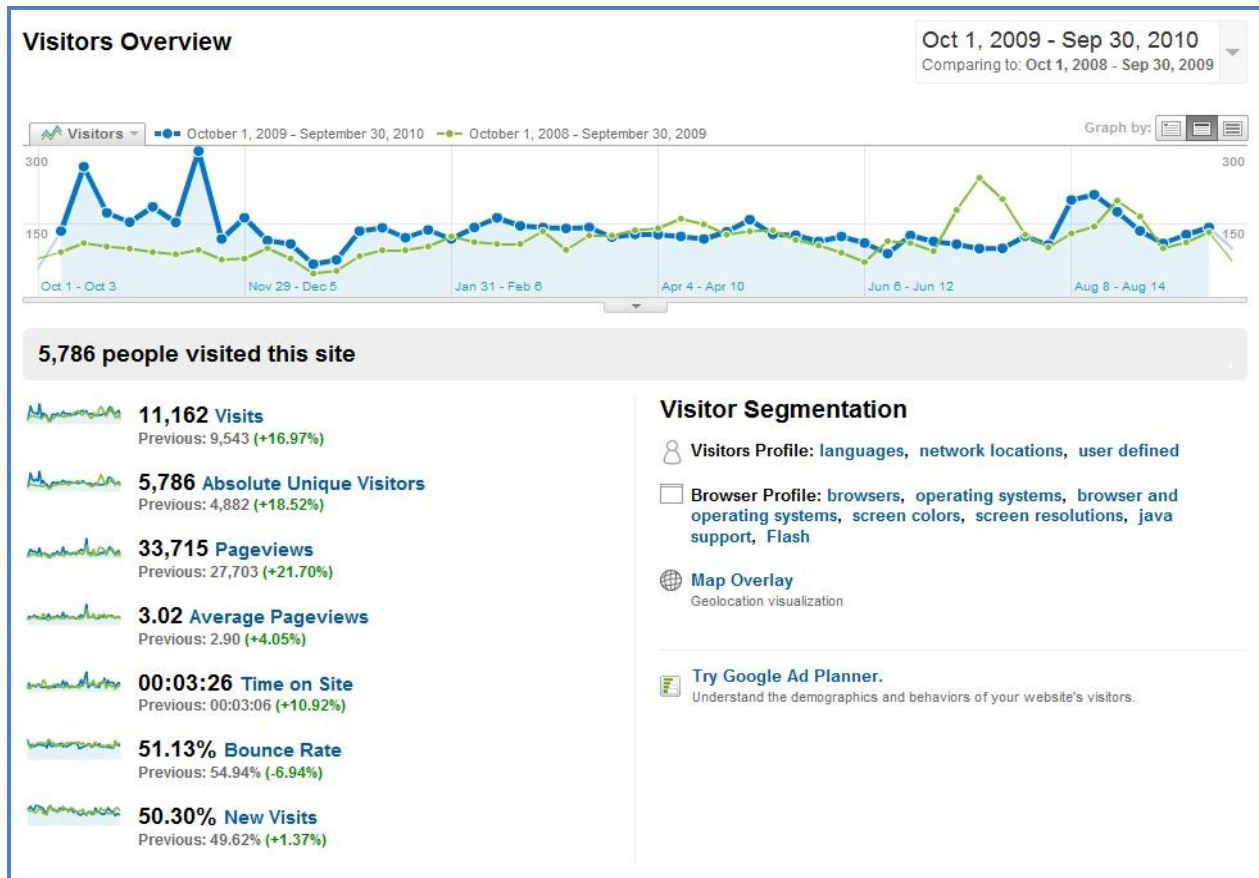 Visitors Overview
Oct 1, 2009 - Sep 30, 2010
Comparing to: Oct 1, 2008 - Sep 30, 2009
Visitors
October 1, 2009 - September 30, 2010
October 1, 2008 - September 30, 2009
Graph by:
300
300
150
150
Oct 1 - Oct 3
Nov 29 - Dec 5
Jan 31 - Feb 6
Apr 4 - Apr 10
Jun 6 - Jun 12
Aug 8 - Aug 14
5,786 people visited this site
11,162 Visits
Previous: 9,543 (+16.97%)
5,786 Absolute Unique Visitors
Previous: 4,882 (+18.52%)
33,715 Pageviews
Previous: 27,703 (+21.70%)
3.02 Average Pageviews
Previous: 2.90 (+4.05%)
00:03:26 Time on Site
Previous: 00:03:06 (+10.92%)
51.13% Bounce Rate
Previous: 54.94% (-6.94%)
50.30% New Visits
Previous: 49.62% (+1.37%)
Visitor Segmentation
Visitors Profile: languages, network locations, user defined
Browser Profile: browsers, operating systems, browser and
operating systems, screen colors, screen resolutions, java
support, Flash
Map Overlay
Geolocation visualization
Try Google Ad Planner.
Understand the demographics and behaviors of your website's visitors.